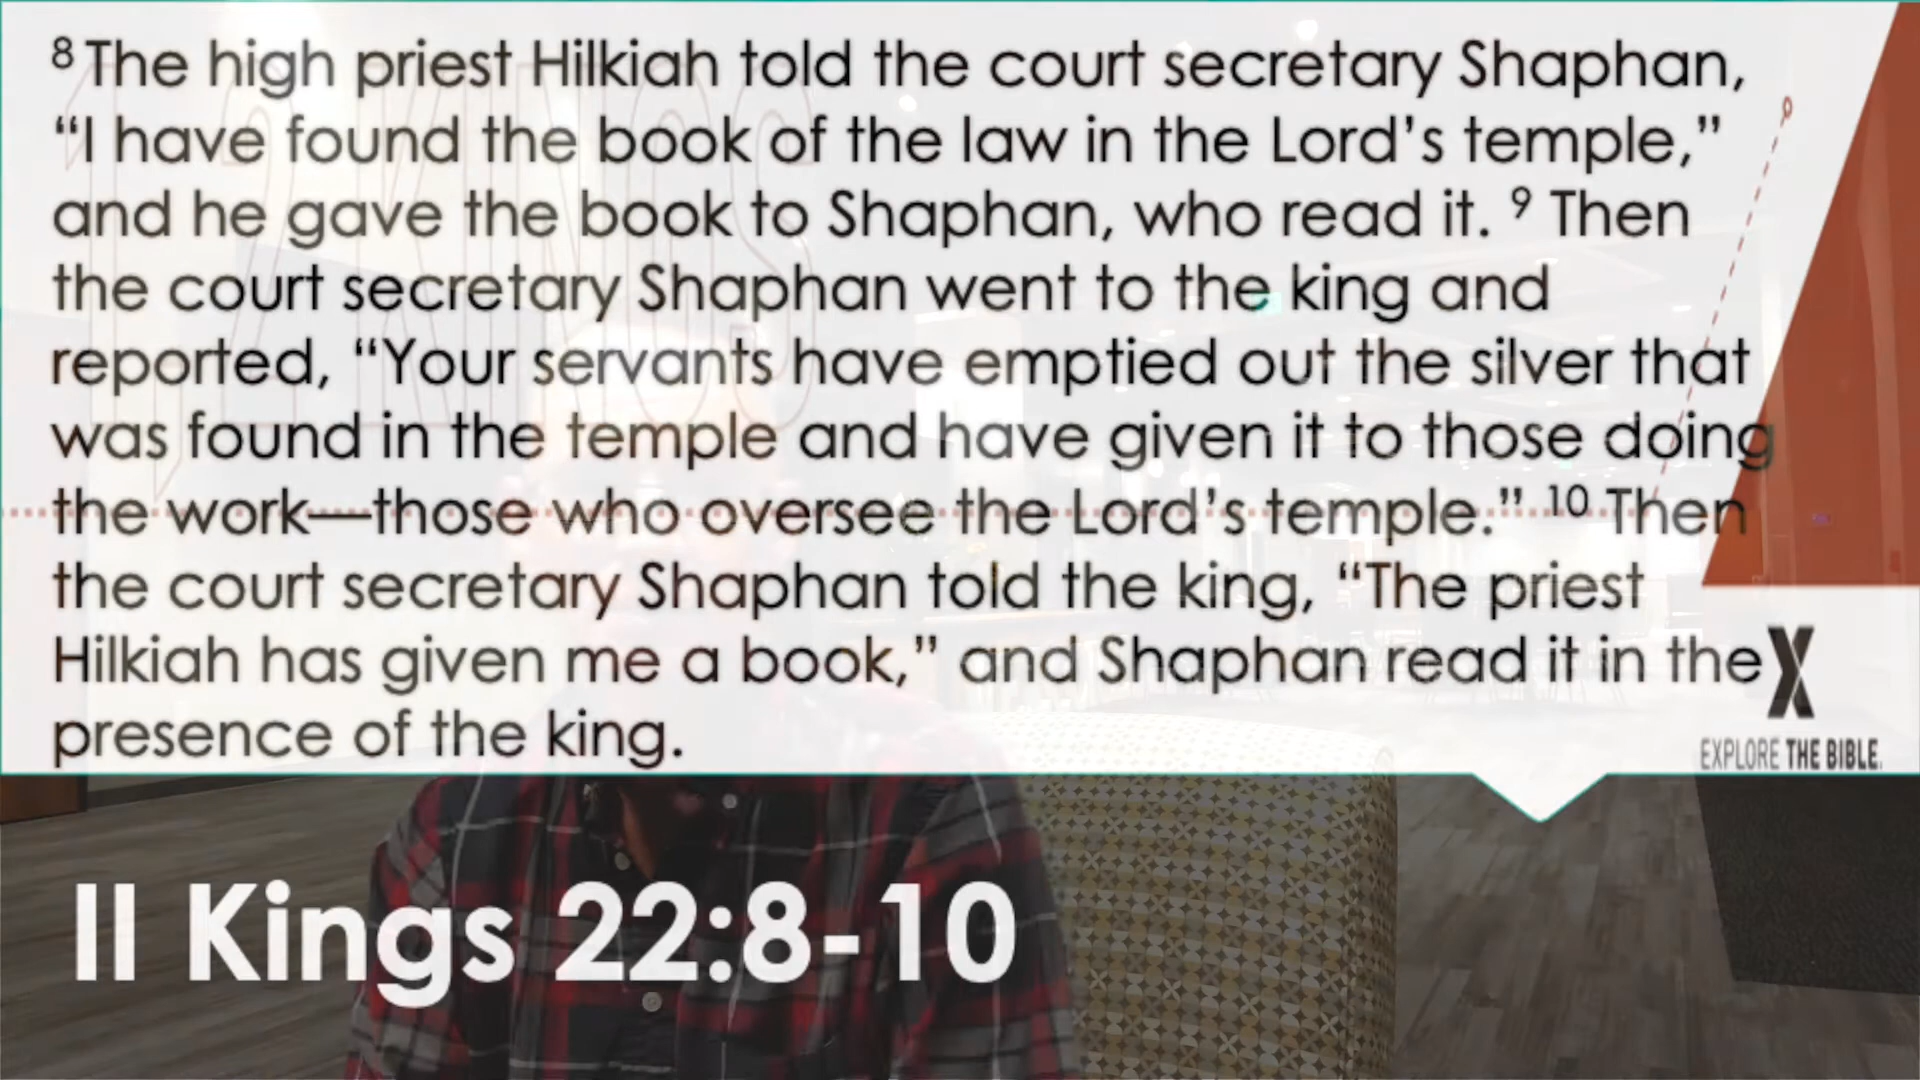 8 The high priest Hilkiah told the court secretary Shaphan,
“I have found the book of the law in the Lord’s temple,”
and he gave the book to Shaphan, who read it. 9 Then
the court secretary Shaphan went to the king and
reported, “Your servants have emptied out the silver that
was found in the temple and have given it to those doing
the work—those who oversee the Lord’s temple.” 10 Then
the court secretary Shaphan told the king, “The priest
Hilkiah has given me a book,” and Shaphan read it in the
presence of the king.
X
EXPLORE THE BIBLE.
II Kings 22:8-10